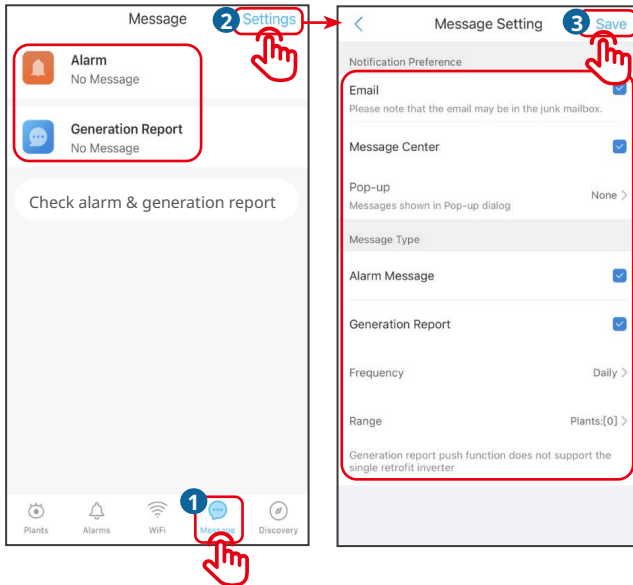 Message
2
Settings
Alarm
No Message
Generation Report
No Message
Check alarm & generation report
1
Plants
Alarms
WiFi
Message
Discovery
Message Setting
3
Save
Notification Preference
Email
Please note that the email may be in the junk mailbox.
Message Center
Pop-up
None >
Messages shown in Pop-up dialog
Message Type
Alarm Message
Generation Report
Frequency
Daily >
Range
Plants:[0] >
Generation report push function does not support the
single retrofit inverter